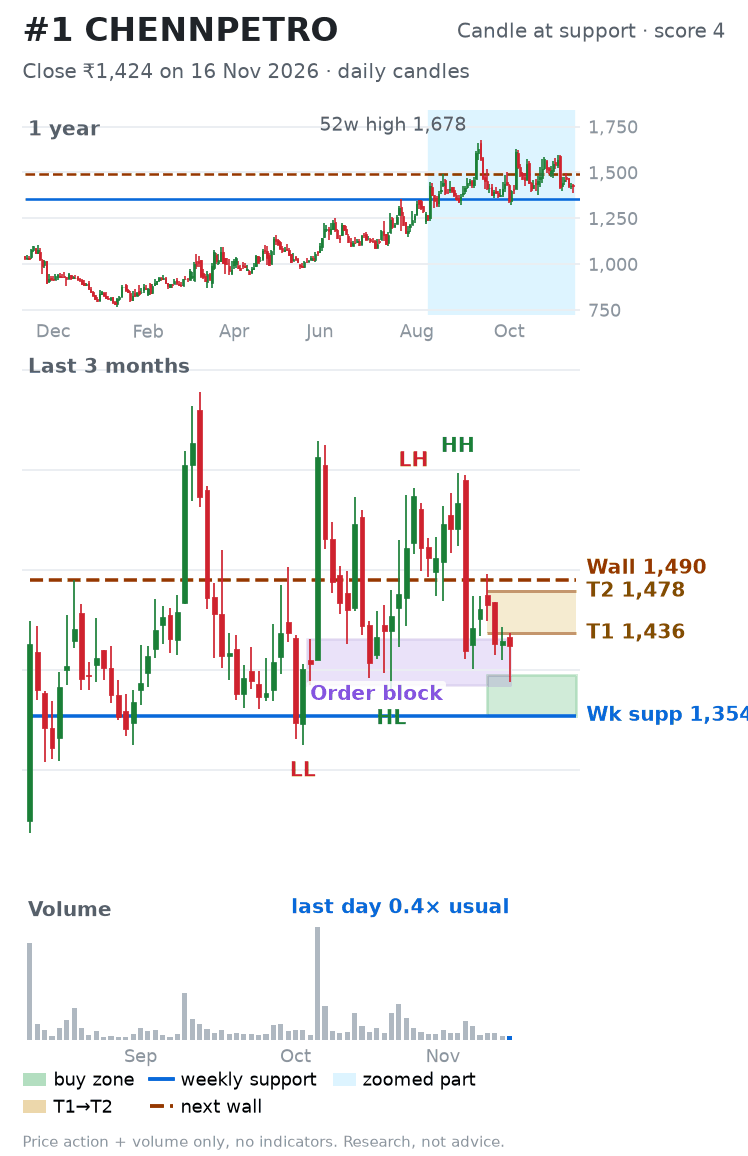 #1 CHENNPETRO
Candle at support · score 4
Close ₹1,424 on 16 Nov 2026 · daily candles
1 year
52w high 1,678
1,750
1,500
1,250
1,000
750
Dec Feb Apr Jun Aug Oct
Last 3 months
LH HH
Wall 1,490
T2 1,478
T1 1,436
Order block
HL
Wk supp 1,354
LL
Volume
last day 0.4× usual
Sep Oct Nov
buy zone weekly support zoomed part
T1→T2 next wall
Price action + volume only, no indicators. Research, not advice.